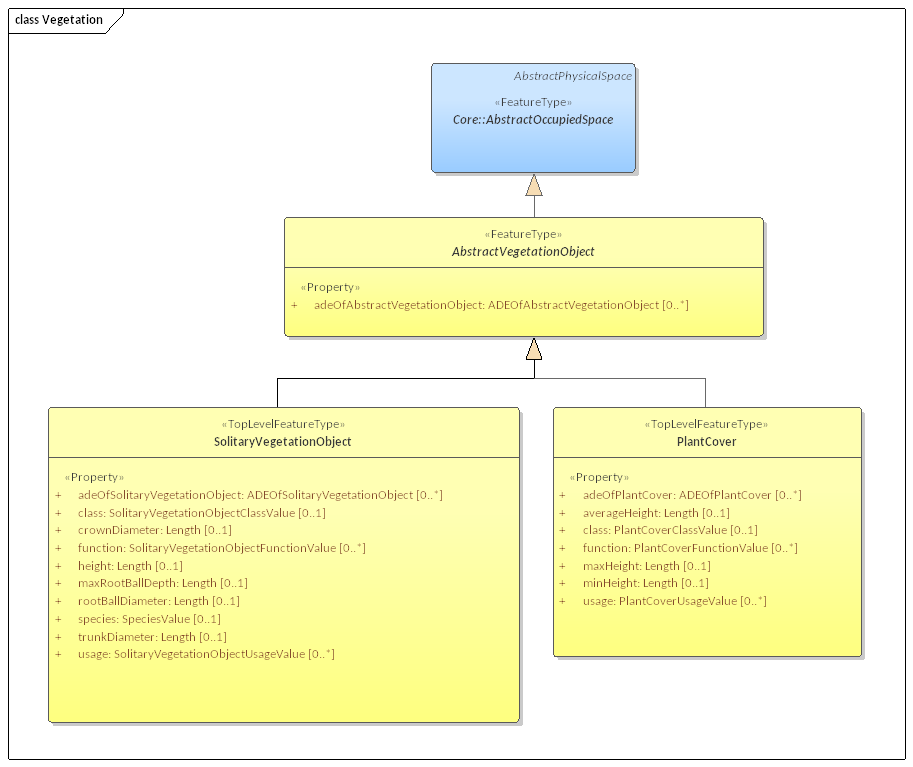 class Vegetation
AbstractPhysicalSpace
«FeatureType»
Core::AbstractOccupiedSpace
«FeatureType»
AbstractVegetationObject
«Property»
+ adeOfAbstractVegetationObject: ADEOfAbstractVegetationObject [0..*]
«TopLevelFeatureType»
SolitaryVegetationObject
«Property»
+ adeOfSolitaryVegetationObject: ADEOfSolitaryVegetationObject [0..*]
+ class: SolitaryVegetationObjectClassValue [0..1]
+ crownDiameter: Length [0..1]
+ function: SolitaryVegetationObjectFunctionValue [0..*]
+ height: Length [0..1]
+ maxRootBallDepth: Length [0..1]
+ rootBallDiameter: Length [0..1]
+ species: SpeciesValue [0..1]
+ trunkDiameter: Length [0..1]
+ usage: SolitaryVegetationObjectUsageValue [0..*]
«TopLevelFeatureType»
PlantCover
«Property»
+ adeOfPlantCover: ADEOfPlantCover [0..*]
+ averageHeight: Length [0..1]
+ class: PlantCoverClassValue [0..1]
+ function: PlantCoverFunctionValue [0..*]
+ maxHeight: Length [0..1]
+ minHeight: Length [0..1]
+ usage: PlantCoverUsageValue [0..*]